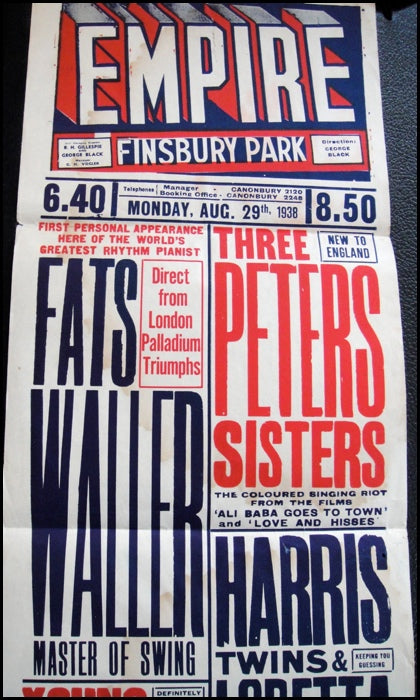 EMPIRE
FINSBURY PARK
R. H. GILLESPIE
and
GEORGE BLACK
Direction:
GEORGE
BLACK
6.40
Telephones
Manager - CANONBURY 2120
Booking Office - CANONBURY 2248
MONDAY, AUG. 29th, 1938
8.50
FIRST PERSONAL APPEARANCE
HERE OF THE WORLD'S
GREATEST RHYTHM PIANIST
FATS
Direct
from
London
Palladium
Triumphs
WALLER
WALLER
MASTER OF SWING
YOUNG
DEFINITELY
THREE
NEW TO
ENGLAND
PETERS
SISTERS
THE COLOURED SINGING RIOT
FROM THE FILMS
'ALI BABA GOES TO TOWN'
and 'LOVE AND HISSES'
HARRIS
TWINS &
KEEPING YOU
GUESSING
LORETTA